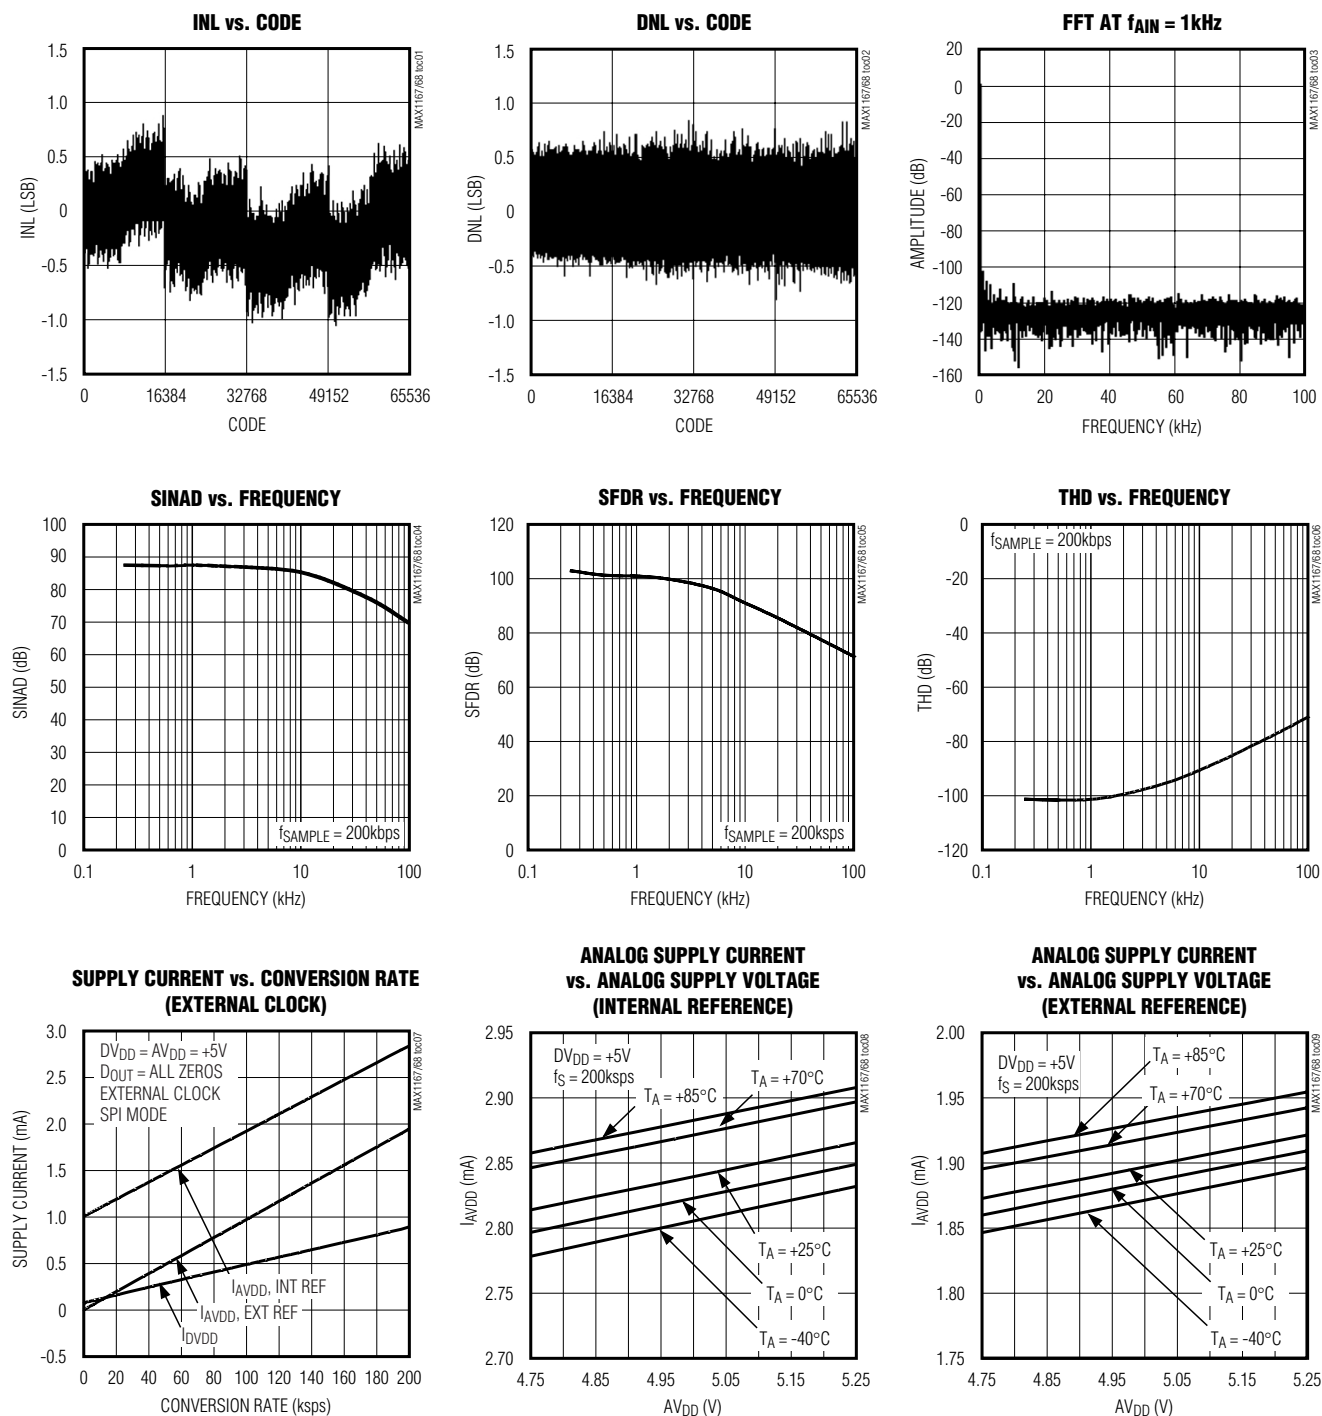 INL vs. CODE
1.5
1.0
0.5
0
-0.5
-1.0
-1.5
INL (LSB)
0 16384 32768 49152 65536
CODE
MAX1167/68 toc01
DNL vs. CODE
1.5
1.0
0.5
0
-0.5
-1.0
-1.5
DNL (LSB)
0 16384 32768 49152 65536
CODE
MAX1167/68 toc02
FFT AT fAIN = 1kHz
20
0
20
-40
-60
-80
-100
-120
-140
-160
AMPLITUDE (dB)
0 20 40 60 80 100
FREQUENCY (kHz)
MAX1167/68 toc03
SINAD vs. FREQUENCY
100
90
80
70
60
50
40
30
20
10
0
SINAD (dB)
fSAMPLE = 200kbps
0.1 1 10 100
FREQUENCY (kHz)
MAX1167/68 toc04
SFDR vs. FREQUENCY
120
100
80
60
40
20
0
SFDR (dB)
fSAMPLE = 200ksps
0.1 1 10 100
FREQUENCY (kHz)
MAX1167/68 toc05
THD vs. FREQUENCY
0
-20
-40
-60
-80
-100
-120
THD (dB)
fSAMPLE = 200kbps
0.1 1 10 100
FREQUENCY (kHz)
MAX1167/68 toc06
SUPPLY CURRENT vs. CONVERSION RATE
(EXTERNAL CLOCK)
3.0
2.5
2.0
1.5
1.0
0.5
0
-0.5
SUPPLY CURRENT (mA)
DVDD = AVDD = +5V
DOUT = ALL ZEROS
EXTERNAL CLOCK
SPI MODE
IAVDD, INT REF
IAVDD, EXT REF
IDVDD
0 20 40 60 80 100 120 140 160 180 200
CONVERSION RATE (ksps)
MAX1167/68 toc07
ANALOG SUPPLY CURRENT
vs. ANALOG SUPPLY VOLTAGE
(INTERNAL REFERENCE)
2.95
2.90
2.85
2.80
2.75
2.70
IAVDD (mA)
DVDD = +5V
fS = 200ksps
TA = +85°C
TA = +70°C
TA = +25°C
TA = 0°C
TA = -40°C
4.75 4.85 4.95 5.05 5.15 5.25
AVDD (V)
MAX1167/68 toc08
ANALOG SUPPLY CURRENT
vs. ANALOG SUPPLY VOLTAGE
(EXTERNAL REFERENCE)
2.00
1.95
1.90
1.85
1.80
1.75
IAVDD (mA)
DVDD = +5V
fS = 200ksps
TA = +85°C
TA = +70°C
TA = +25°C
TA = 0°C
TA = -40°C
4.75 4.85 4.95 5.05 5.15 5.25
AVDD (V)
MAX1167/68 toc09